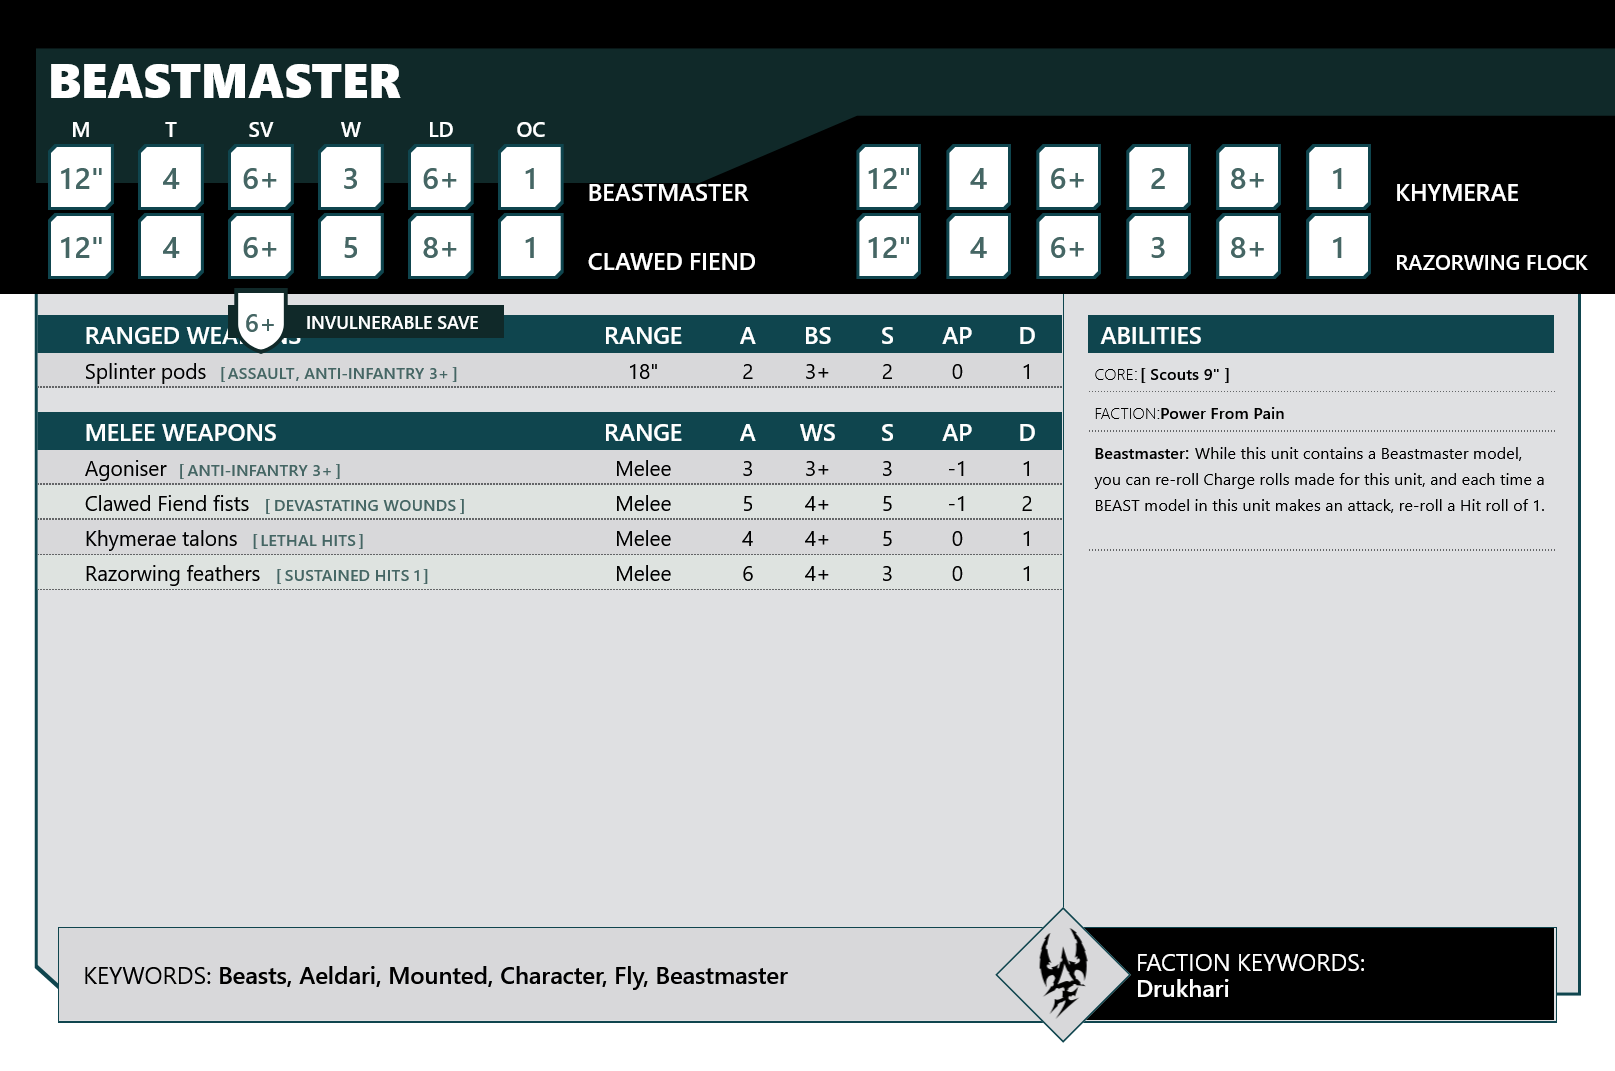 BEASTMASTER
M T SV W LD OC
12" 4 6+ 3 6+ 1 BEASTMASTER 12" 4 6+ 2 8+ 1 KHYMERAE
12" 4 6+ 5 8+ 1 CLAWED FIEND 12" 4 6+ 3 8+ 1 RAZORWING FLOCK
6+ INVULNERABLE SAVE
RANGED WEAPONS RANGE A BS S AP D
Splinter pods [ ASSAULT, ANTI-INFANTRY 3+ ] 18" 2 3+ 2 0 1
MELEE WEAPONS RANGE A WS S AP D
Agoniser [ ANTI-INFANTRY 3+ ] Melee 3 3+ 3 -1 1
Clawed Fiend fists [ DEVASTATING WOUNDS ] Melee 5 4+ 5 -1 2
Khymerae talons [ LETHAL HITS ] Melee 4 4+ 5 0 1
Razorwing feathers [ SUSTAINED HITS 1 ] Melee 6 4+ 3 0 1
ABILITIES
CORE: [ Scouts 9" ]
FACTION:Power From Pain
Beastmaster: While this unit contains a Beastmaster model,
you can re-roll Charge rolls made for this unit, and each time a
BEAST model in this unit makes an attack, re-roll a Hit roll of 1.
KEYWORDS: Beasts, Aeldari, Mounted, Character, Fly, Beastmaster
FACTION KEYWORDS:
Drukhari